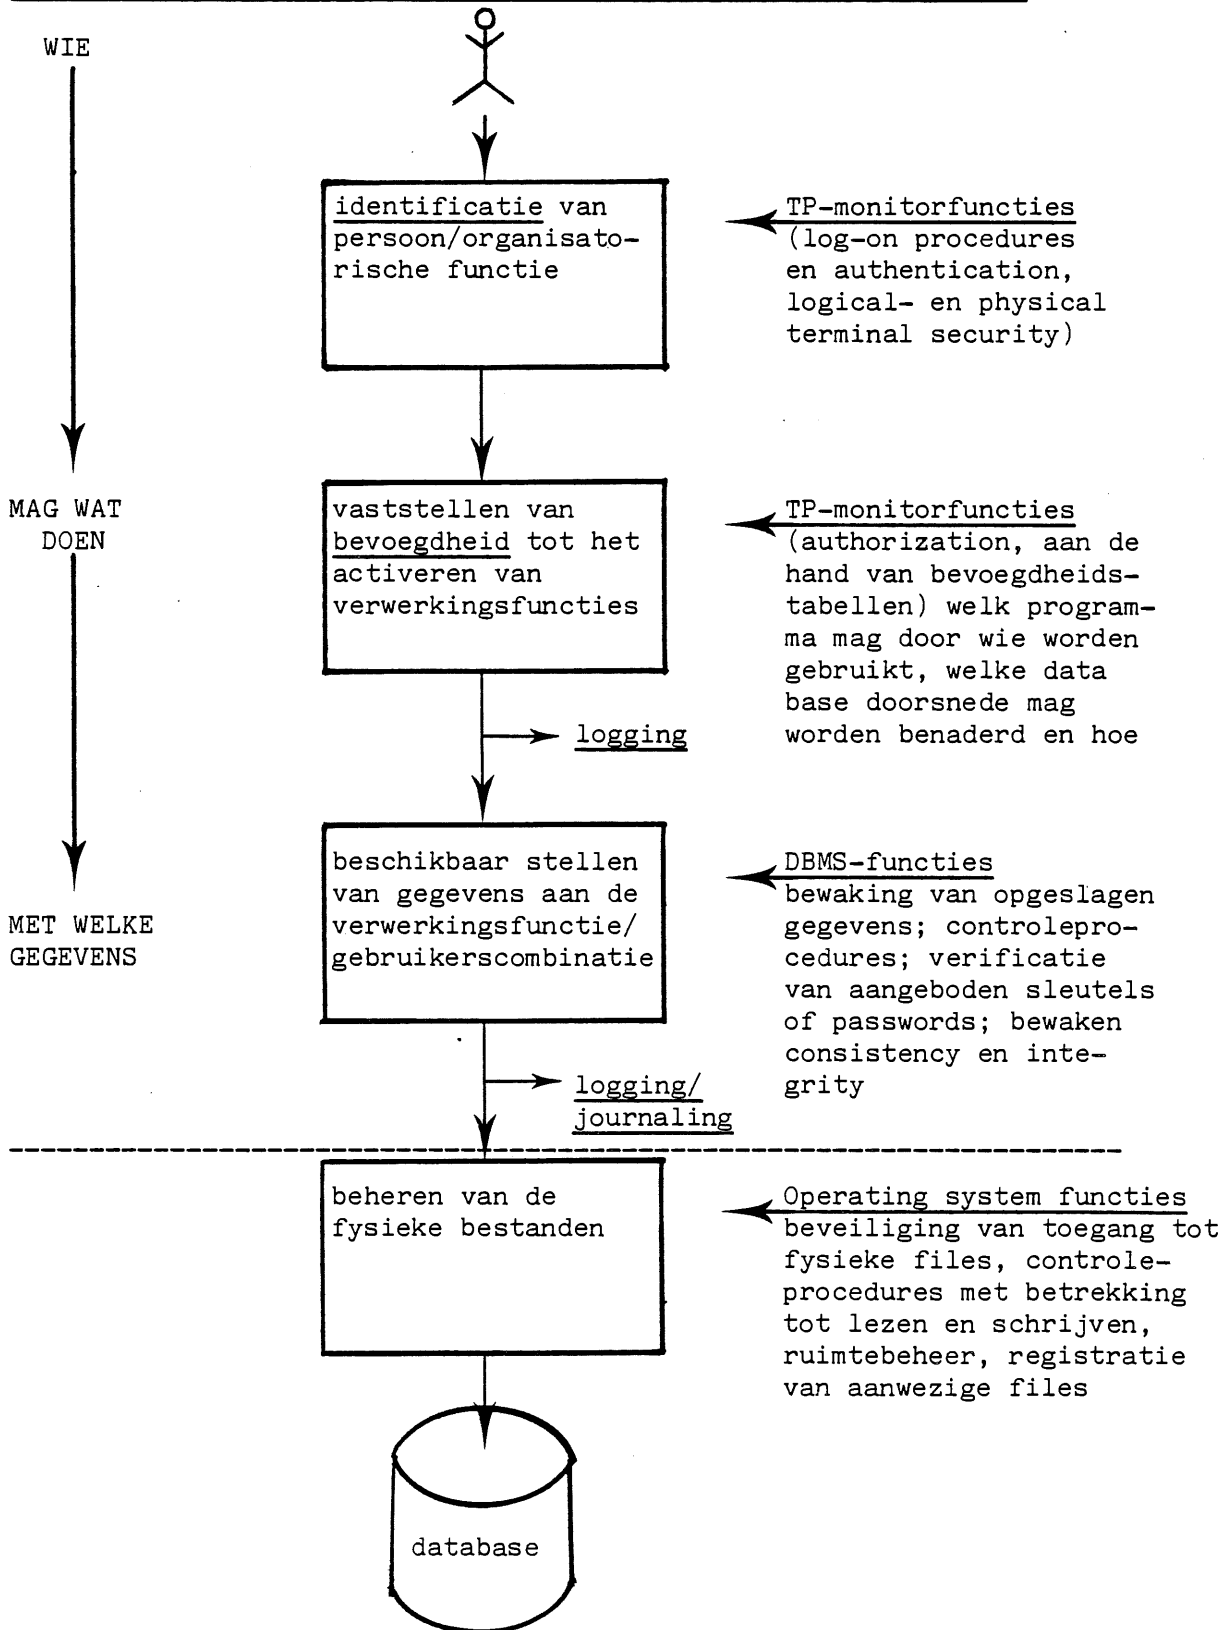 WIE
identificatie van
persoon/organisato-
rische functie
TP-monitorfuncties
(log-on procedures
en authentication,
logical- en physical
terminal security)
MAG WAT
DOEN
vaststellen van
bevoegdheid tot het
activeren van
verwerkingsfuncties
TP-monitorfuncties
(authorization, aan de
hand van bevoegdheids-
tabellen) welk program-
ma mag door wie worden
gebruikt, welke data
base doorsnede mag
worden benaderd en hoe
logging
MET WELKE
GEGEVENS
beschikbaar stellen
van gegevens aan de
verwerkingsfunctie/
gebruikerscombinatie
DBMS-functies
bewaking van opgeslagen
gegevens; controlepro-
cedures; verificatie
van aangeboden sleutels
of passwords; bewaken
consistency en inte-
grity
logging/
journaling
beheren van de
fysieke bestanden
Operating system functies
beveiliging van toegang tot
fysieke files, controle-
procedures met betrekking
tot lezen en schrijven,
ruimtebeheer, registratie
van aanwezige files
database